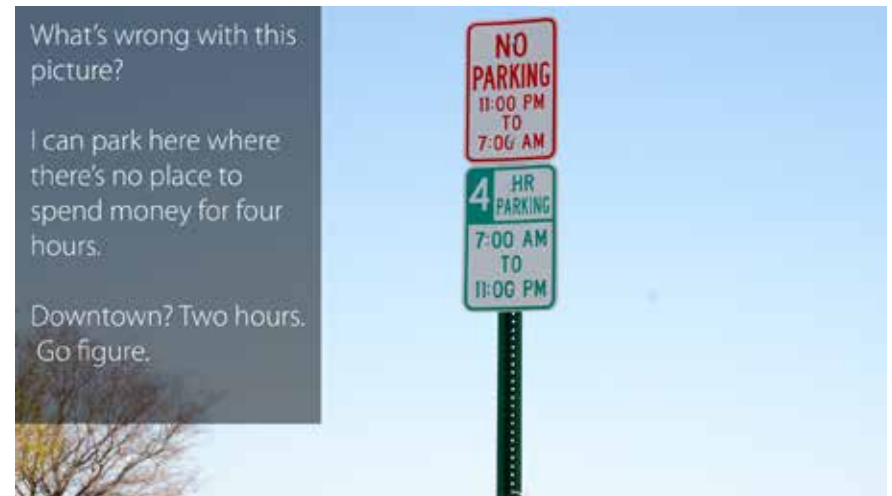 What's wrong with this
picture?
I can park here where
there's no place to
spend money for four
hours.
Downtown? Two hours.
Go figure.
NO
PARKING
11:00 PM
TO
7:00 AM
4 HR
PARKING
7:00 AM
TO
11:00 PM